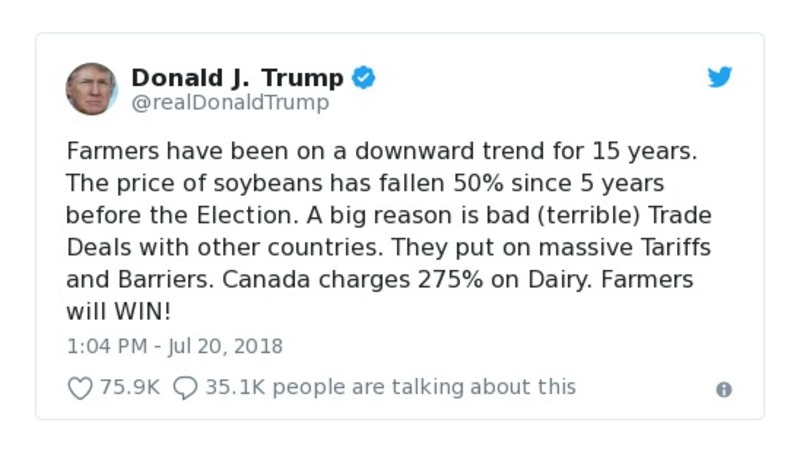 Donald J. Trump
@realDonaldTrump
Farmers have been on a downward trend for 15 years.
The price of soybeans has fallen 50% since 5 years
before the Election. A big reason is bad (terrible) Trade
Deals with other countries. They put on massive Tariffs
and Barriers. Canada charges 275% on Dairy. Farmers
will WIN!
1:04 PM - Jul 20, 2018
75.9K 35.1K people are talking about this